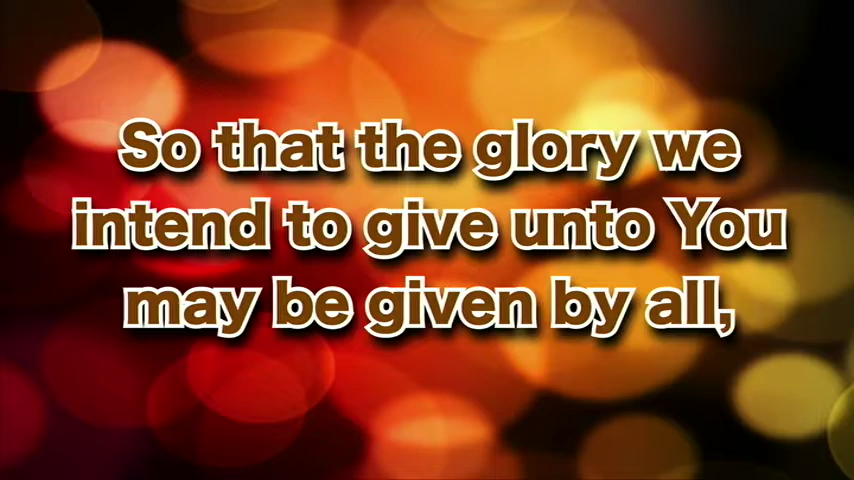 So that the glory we
intend to give unto You
may be given by all,